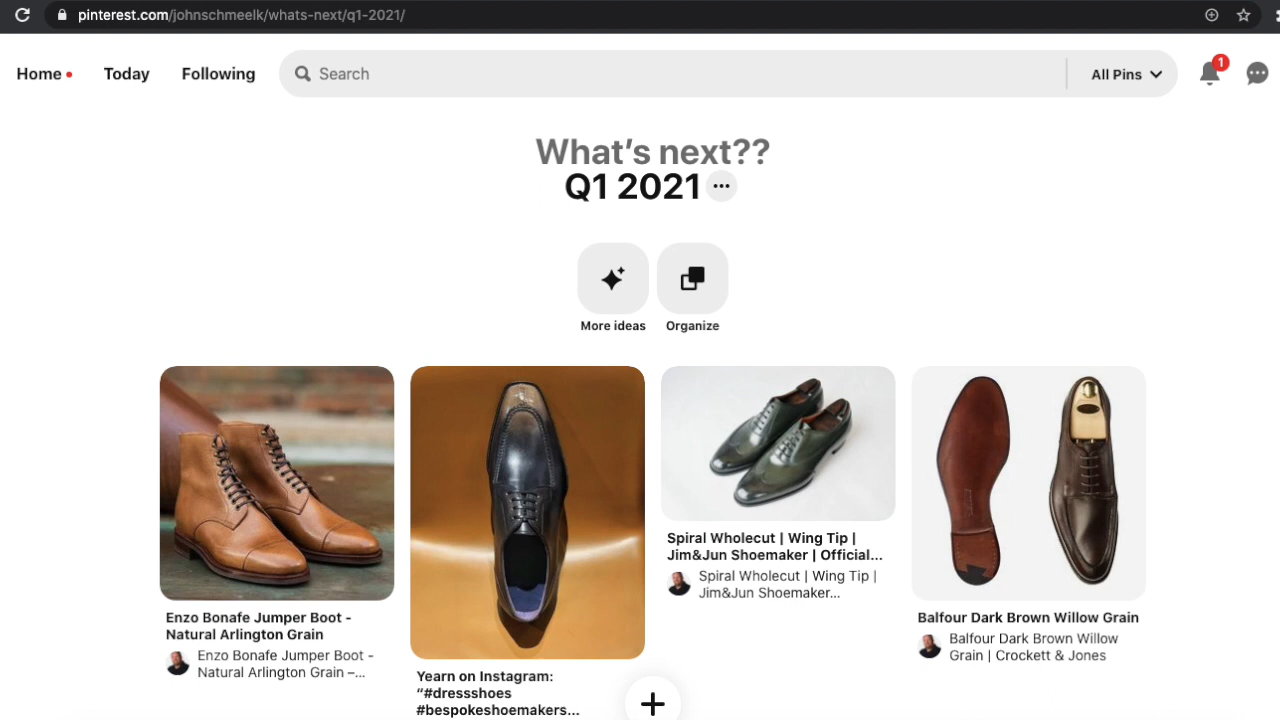 pinterest.com/johnschmeelk/whats-next/q1-2021/
Home
Today
Following
Search
All Pins
1
What's next??
Q1 2021
More ideas
Organize
Enzo Bonafe Jumper Boot -
Natural Arlington Grain
Enzo Bonafe Jumper Boot -
Natural Arlington Grain –...
Yearn on Instagram:
“#dressshoes
#bespokeshoemakers...
Spiral Wholecut | Wing Tip |
Jim&Jun Shoemaker | Official...
Spiral Wholecut | Wing Tip |
Jim&Jun Shoemaker...
Balfour Dark Brown Willow Grain
Balfour Dark Brown Willow
Grain | Crockett & Jones